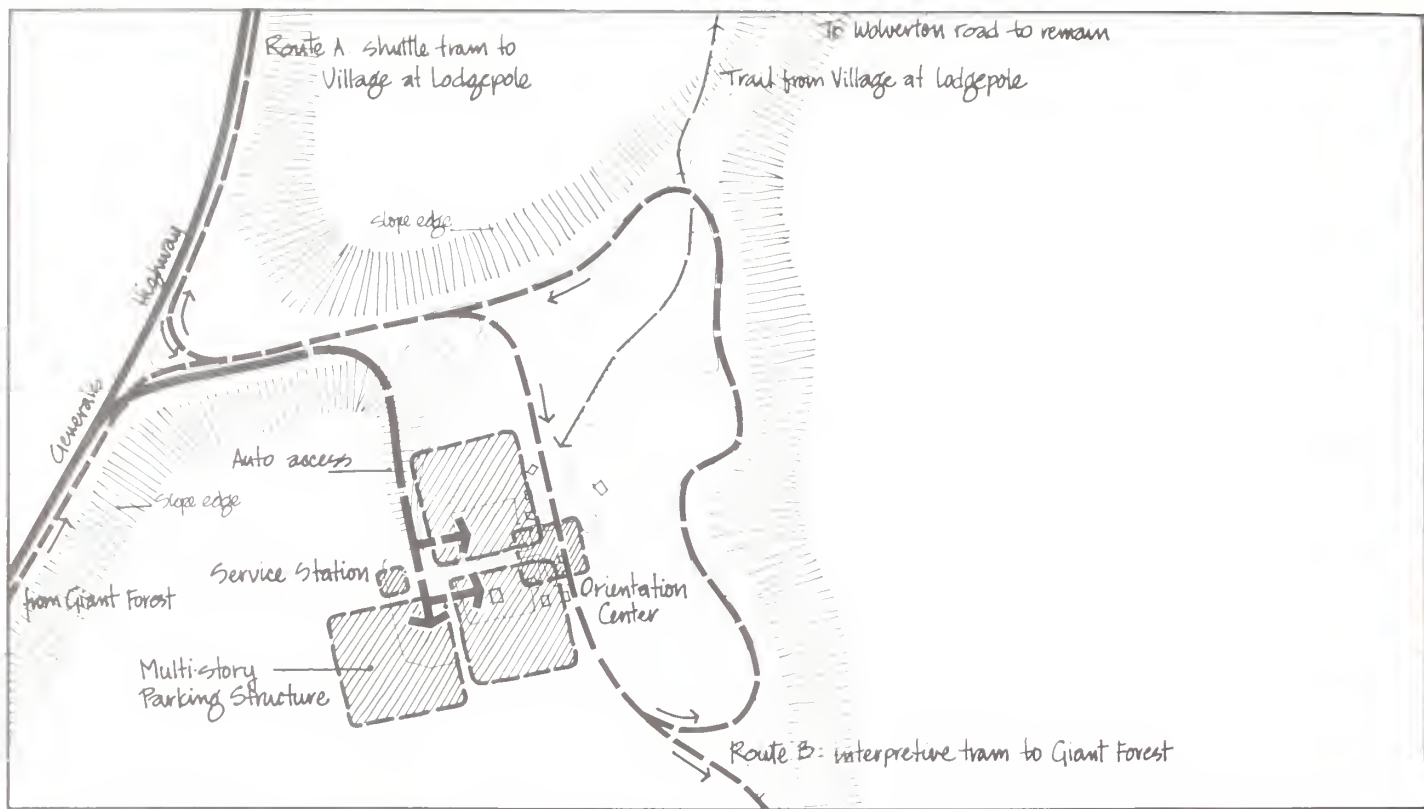 Route A shuttle tram to
Village at Lodgepole
To Wolverton road to remain
Trail from Village at Lodgepole
slope edge
Generals Highway
Auto access
Slope edge
Service Station
from Giant Forest
Orientation
Center
Multi-story
Parking Structure
Route B: interpretive tram to Giant Forest